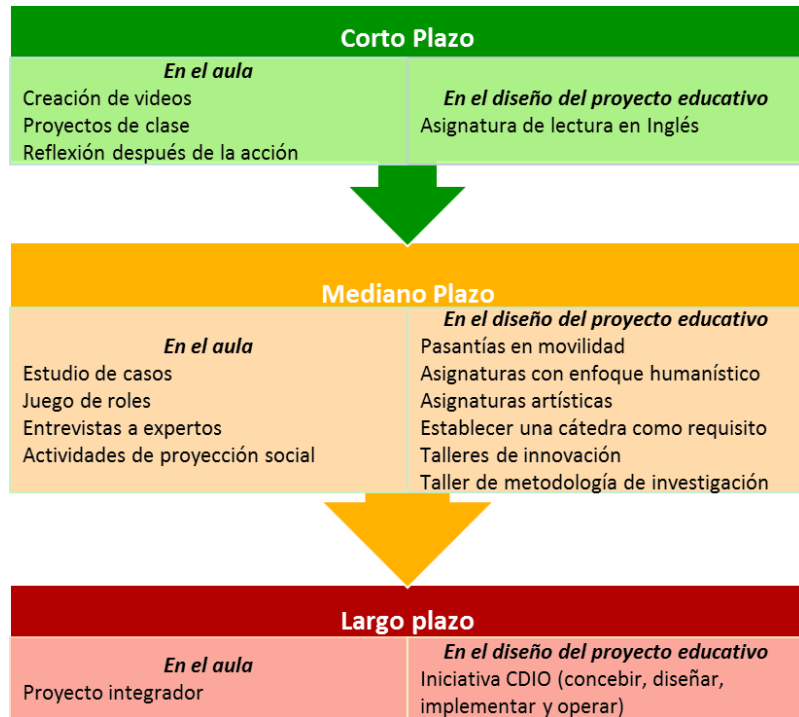 Corto Plazo
En el aula
Creación de videos
Proyectos de clase
Reflexión después de la acción
En el diseño del proyecto educativo
Asignatura de lectura en Inglés
Mediano Plazo
En el aula
Estudio de casos
Juego de roles
Entrevistas a expertos
Actividades de proyección social
En el diseño del proyecto educativo
Pasantías en movilidad
Asignaturas con enfoque humanístico
Asignaturas artísticas
Establecer una cátedra como requisito
Talleres de innovación
Taller de metodología de investigación
Largo plazo
En el aula
Proyecto integrador
En el diseño del proyecto educativo
Iniciativa CDIO (concebir, diseñar,
implementar y operar)